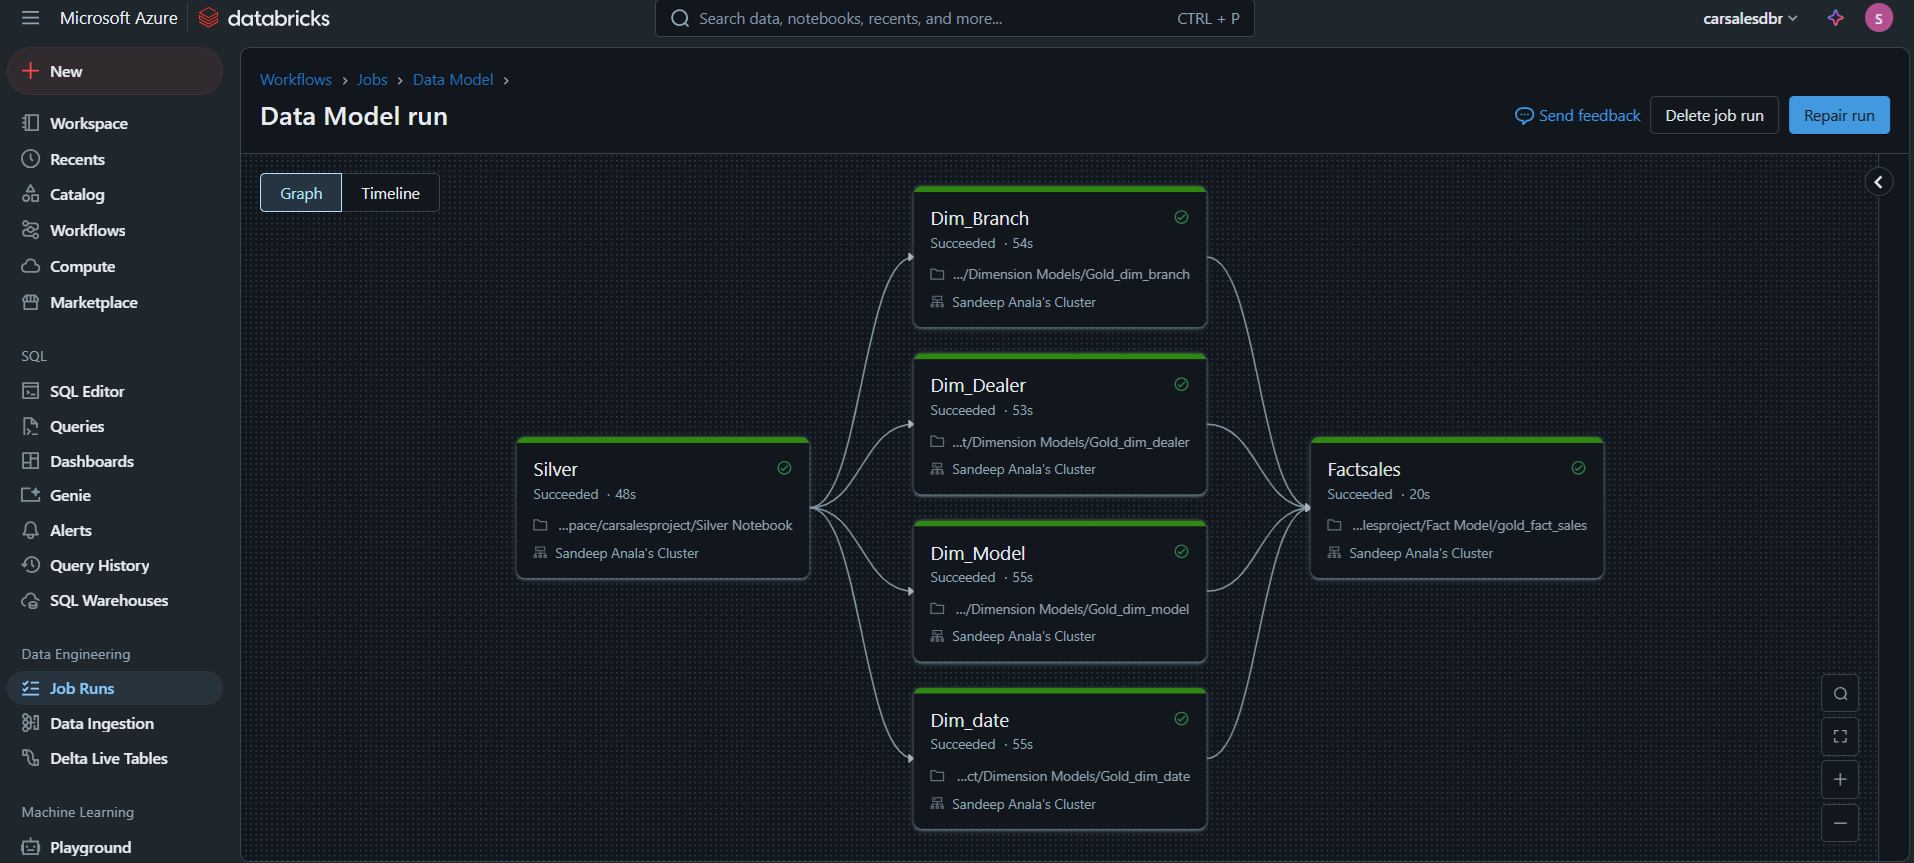 Microsoft Azure
databricks
Search data, notebooks, recents, and more...
CTRL + P
carsalesdbr
S
New
Workspace
Recents
Catalog
Workflows
Compute
Marketplace
SQL
SQL Editor
Queries
Dashboards
Genie
Alerts
Query History
SQL Warehouses
Data Engineering
Job Runs
Data Ingestion
Delta Live Tables
Machine Learning
Playground
Workflows › Jobs › Data Model ›
Data Model run
Send feedback
Delete job run
Repair run
Graph
Timeline
Silver
Succeeded · 48s
...pace/carsalesproject/Silver Notebook
Sandeep Anala's Cluster
Dim_Branch
Succeeded · 54s
.../Dimension Models/Gold_dim_branch
Sandeep Anala's Cluster
Dim_Dealer
Succeeded · 53s
...t/Dimension Models/Gold_dim_dealer
Sandeep Anala's Cluster
Dim_Model
Succeeded · 55s
.../Dimension Models/Gold_dim_model
Sandeep Anala's Cluster
Dim_date
Succeeded · 55s
...ct/Dimension Models/Gold_dim_date
Sandeep Anala's Cluster
Factsales
Succeeded · 20s
...lesproject/Fact Model/gold_fact_sales
Sandeep Anala's Cluster